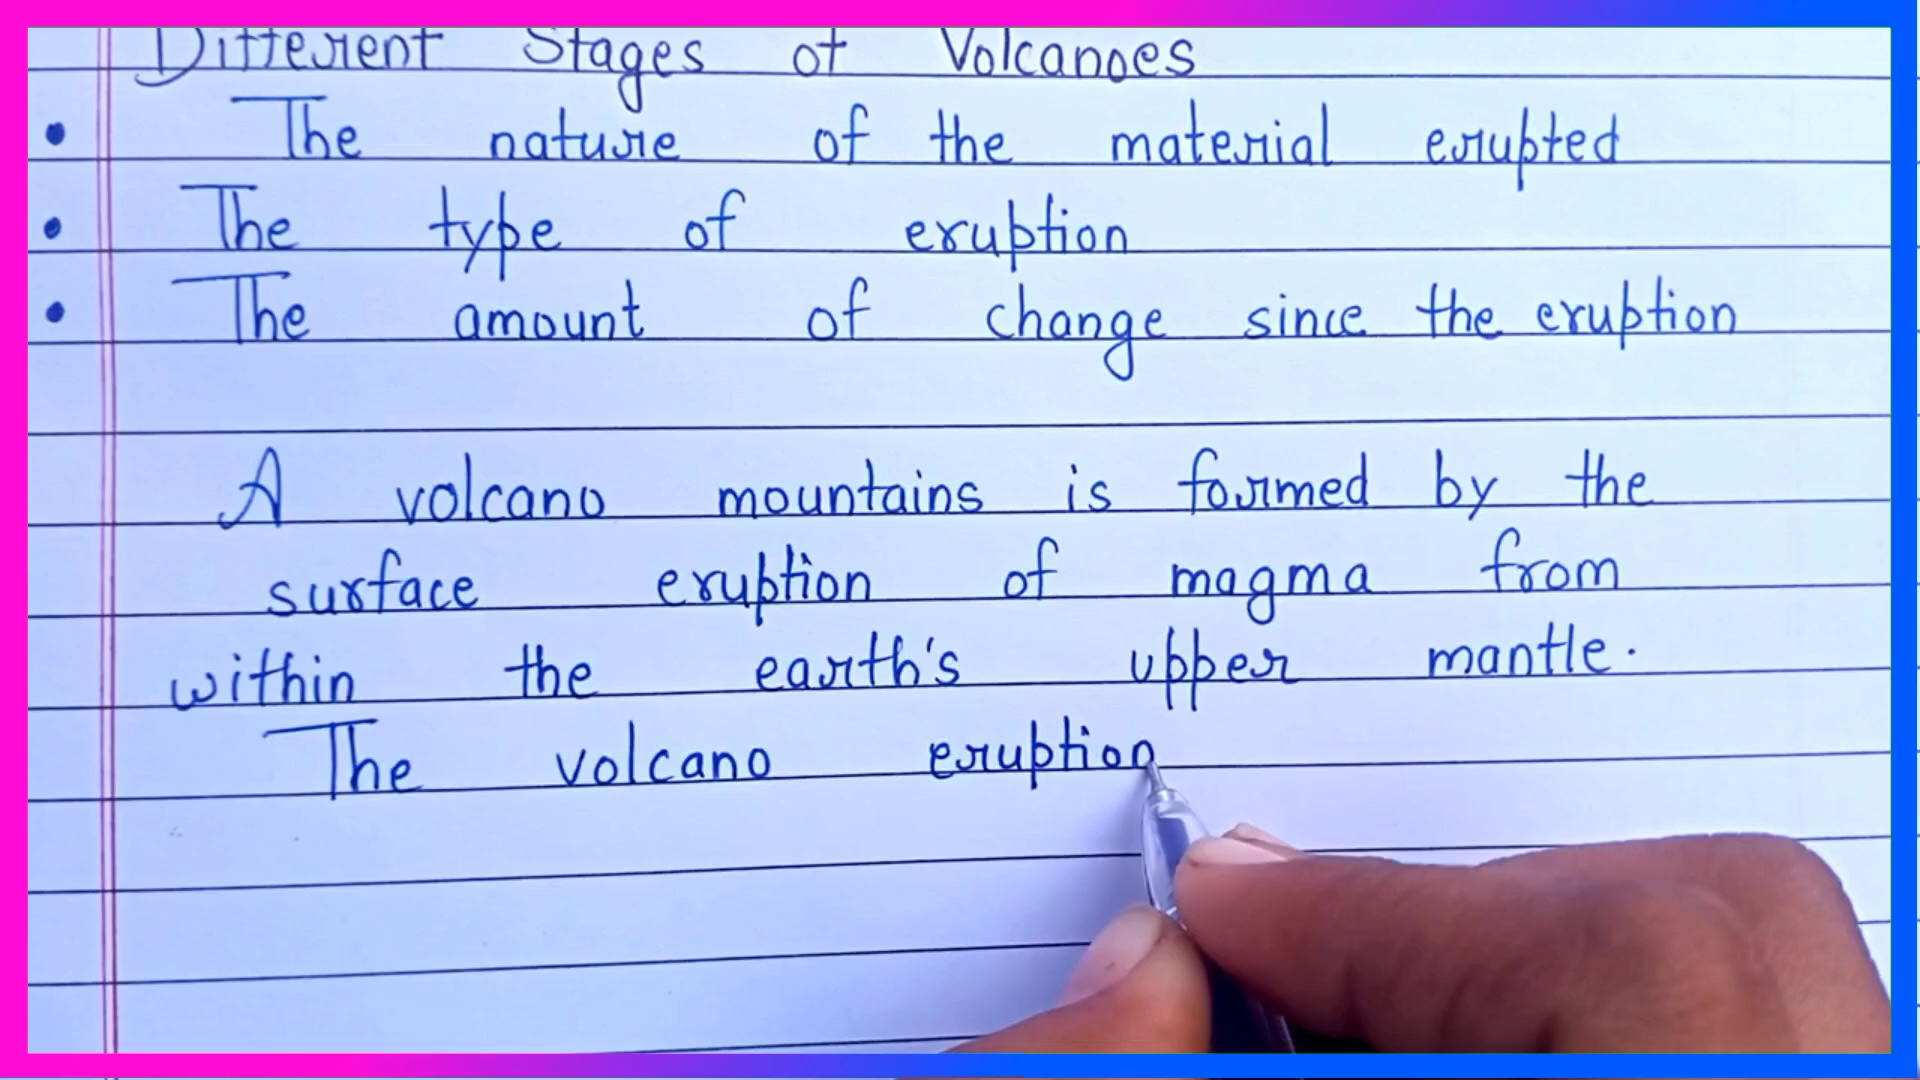 Different Stages of Volcanoes
• The nature of the material erupted
• The type of eruption
• The amount of change since the eruption
A volcano mountains is formed by the
surface eruption of magma from
within the earth's upper mantle.
The volcano eruption